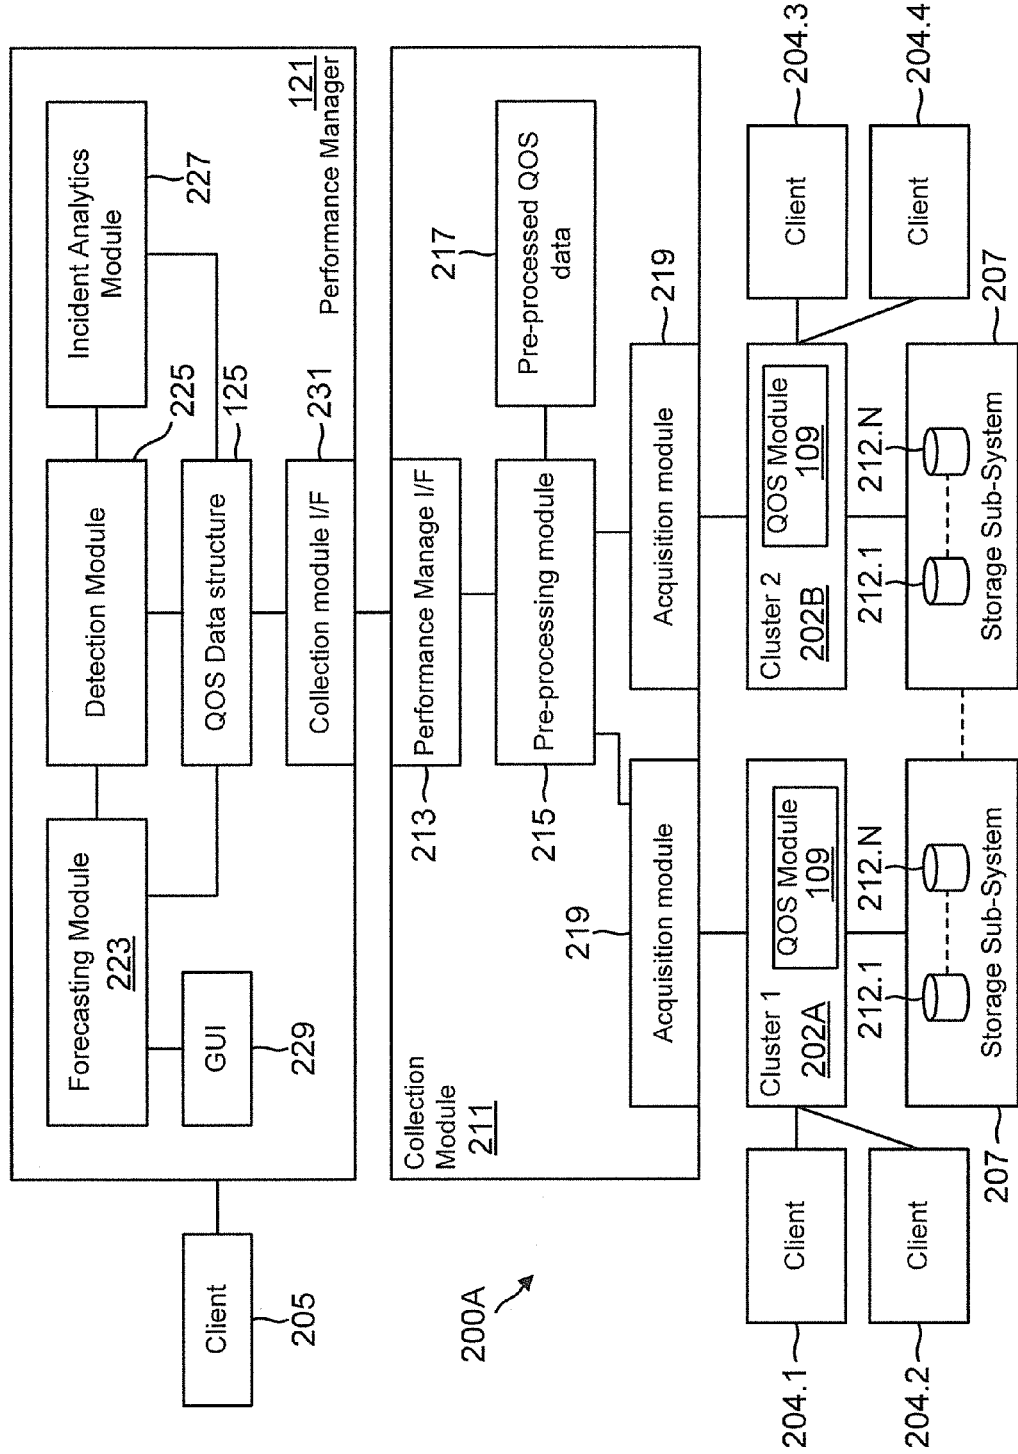 Client
205
Forecasting Module
223
GUI
229
Detection Module
225
QOS Data structure
125
Collection module I/F
231
Incident Analytics
Module
227
121
Performance Manager
200A
Collection
Module
211
Performance Manage I/F
213
Pre-processing module
215
Pre-processed QOS
data
217
Acquisition module
219
Acquisition module
219
Client
204.1
Client
204.2
Cluster 1
202A
QOS Module
109
Cluster 2
202B
QOS Module
109
Client
204.3
Client
204.4
212.1
212.N
Storage Sub-System
207
212.1
212.N
Storage Sub-System
207